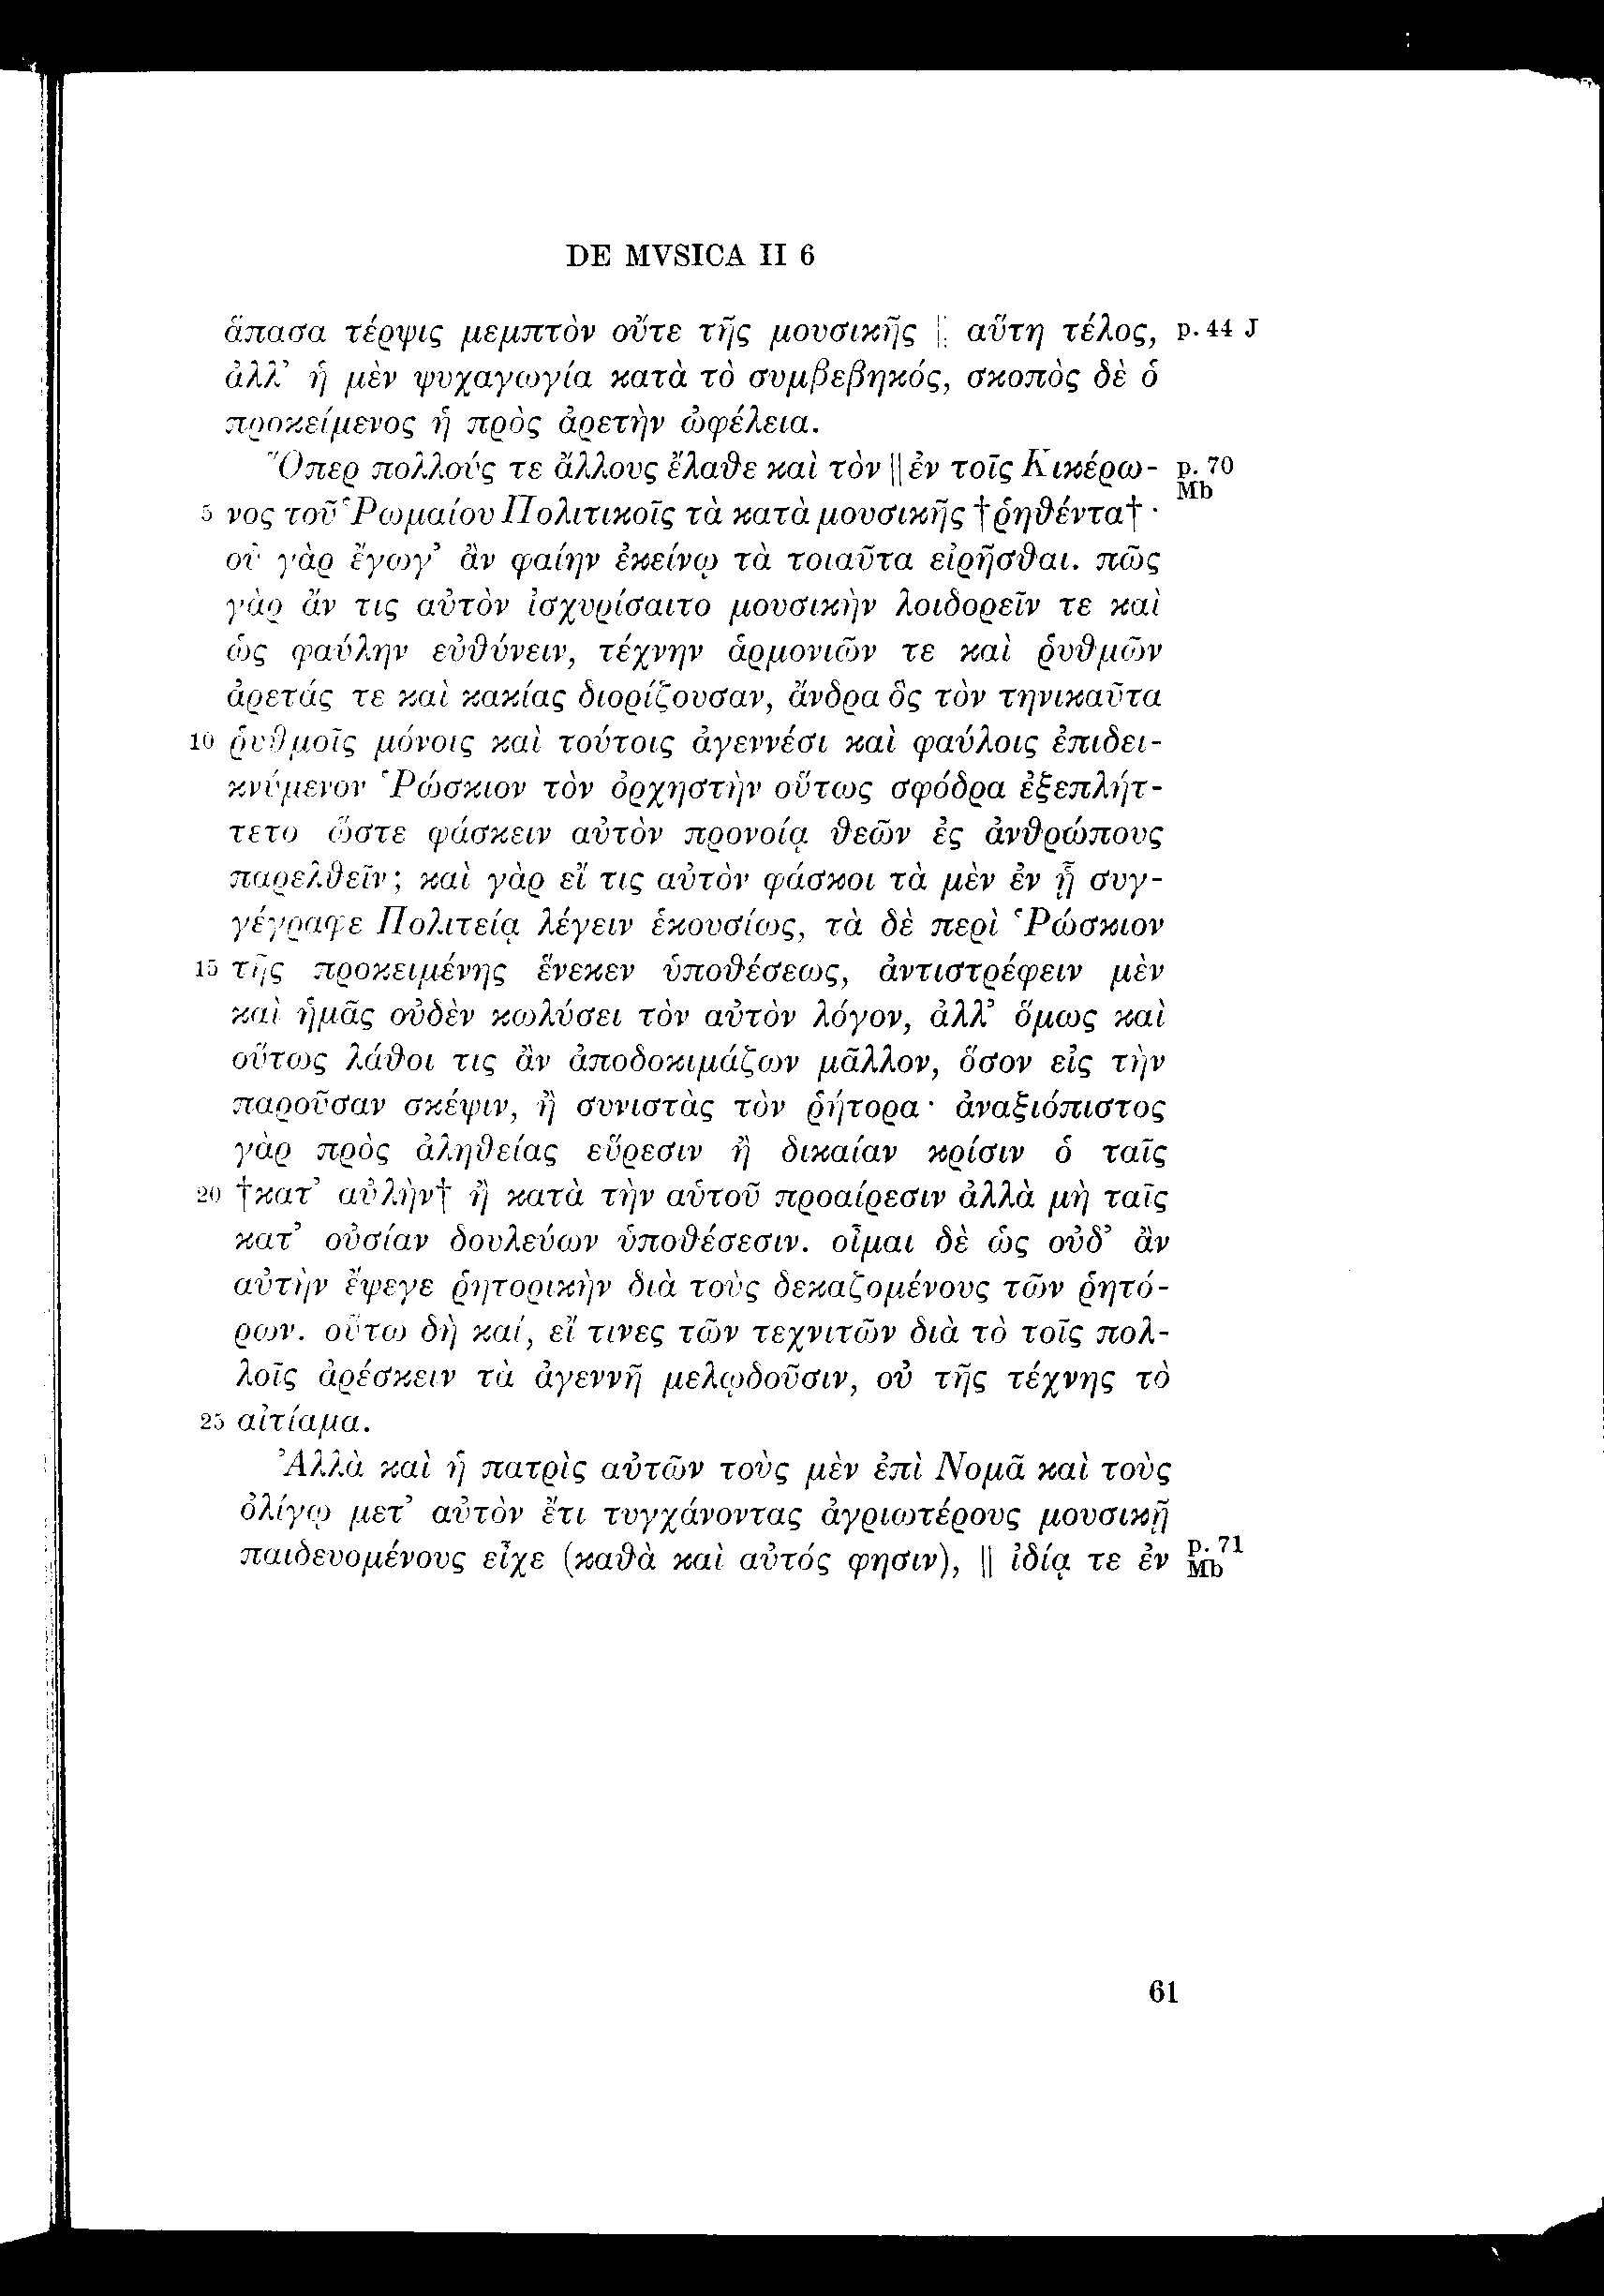 DE MVSICA II 6
ἅπασα τέρψις μεμπτὸν οὔτε τῆς μουσικῆς | αὕτη τέλος, p. 44 J
ἀλλ’ ἡ μὲν ψυχαγωγία κατὰ τὸ συμβεβηκός, σκοπὸς δὲ ὁ
προκείμενος ἡ πρὸς ἀρετὴν ὠφέλεια.
Ὅπερ πολλούς τε ἄλλους ἔλαθε καὶ τὸν || ἐν τοῖς Κικέρω- p. 70 Mb
5 νος τοῦ Ῥωμαίου Πολιτικοῖς τὰ κατὰ μουσικῆς †ῥηθέντα†·
οὐ γὰρ ἔγωγ’ ἂν φαίην ἐκείνῳ τὰ τοιαῦτα εἰρῆσθαι. πῶς
γὰρ ἄν τις αὐτὸν ἰσχυρίσαιτο μουσικὴν λοιδορεῖν τε καὶ
ὡς φαύλην εὐθύνειν, τέχνην ἁρμονιῶν τε καὶ ῥυθμῶν
ἀρετάς τε καὶ κακίας διορίζουσαν, ἄνδρα ὃς τὸν τηνικαῦτα
10 ῥυθμοῖς μόνοις καὶ τούτοις ἀγεννέσι καὶ φαύλοις ἐπιδει-
κνύμενον Ῥώσκιον τὸν ὀρχηστὴν οὕτως σφόδρα ἐξεπλήτ-
τετο ὥστε φάσκειν αὐτὸν προνοίᾳ θεῶν ἐς ἀνθρώπους
παρελθεῖν; καὶ γὰρ εἴ τις αὐτὸν φάσκοι τὰ μὲν ἐν ᾗ συγ-
γέγραφε Πολιτείᾳ λέγειν ἑκουσίως, τὰ δὲ περὶ Ῥώσκιον
15 τῆς προκειμένης ἕνεκεν ὑποθέσεως, ἀντιστρέφειν μὲν
καὶ ἡμᾶς οὐδὲν κωλύσει τὸν αὐτὸν λόγον, ἀλλ’ ὅμως καὶ
οὕτως λάθοι τις ἂν ἀποδοκιμάζων μᾶλλον, ὅσον εἰς τὴν
παροῦσαν σκέψιν, ἢ συνιστὰς τὸν ῥήτορα· ἀναξιόπιστος
γὰρ πρὸς ἀληθείας εὕρεσιν ἢ δικαίαν κρίσιν ὁ ταῖς
20 †κατ’ αὐλὴν† ἢ κατὰ τὴν αὑτοῦ προαίρεσιν ἀλλὰ μὴ ταῖς
κατ’ οὐσίαν δουλεύων ὑποθέσεσιν. οἶμαι δὲ ὡς οὐδ’ ἂν
αὐτὴν ἔψεγε ῥητορικὴν διὰ τοὺς δεκαζομένους τῶν ῥητό-
ρων. οὕτω δὴ καί, εἴ τινες τῶν τεχνιτῶν διὰ τὸ τοῖς πολ-
λοῖς ἀρέσκειν τὰ ἀγεννῆ μελῳδοῦσιν, οὐ τῆς τέχνης τὸ
25 αἰτίαμα.
Ἀλλὰ καὶ ἡ πατρὶς αὐτῶν τοὺς μὲν ἐπὶ Νομᾶ καὶ τοὺς
ὀλίγῳ μετ’ αὐτὸν ἔτι τυγχάνοντας ἀγριωτέρους μουσικῇ
παιδευομένους εἶχε (καθὰ καὶ αὐτός φησιν), || ἰδίᾳ τε ἐν p. 71 Mb
61